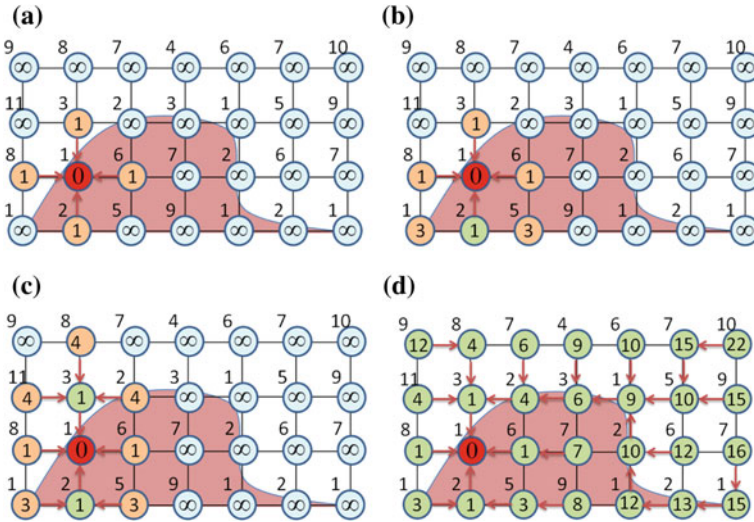 (a)
9 8 7 4 6 7 10
∞ ∞ ∞ ∞ ∞ ∞ ∞
11 3 2 3 1 5 9
∞ 1 ∞ ∞ ∞ ∞ ∞
8 1 6 7 2 6 7
1 0 1 ∞ ∞ ∞ ∞
1 2 5 9 1 1 1
∞ 1 ∞ ∞ ∞ ∞ ∞
(b)
9 8 7 4 6 7 10
∞ ∞ ∞ ∞ ∞ ∞ ∞
11 3 2 3 1 5 9
∞ 1 ∞ ∞ ∞ ∞ ∞
8 1 6 7 2 6 7
1 0 1 ∞ ∞ ∞ ∞
1 2 5 9 1 1 1
3 1 3 ∞ ∞ ∞ ∞
(c)
9 8 7 4 6 7 10
∞ 4 ∞ ∞ ∞ ∞ ∞
11 3 2 3 1 5 9
4 1 4 ∞ ∞ ∞ ∞
8 1 6 7 2 6 7
1 0 1 ∞ ∞ ∞ ∞
1 2 5 9 1 1 1
3 1 3 ∞ ∞ ∞ ∞
(d)
9 8 7 4 6 7 10
12 4 6 9 10 15 22
11 3 2 3 1 5 9
4 1 4 6 9 10 15
8 1 6 7 2 6 7
1 0 1 7 10 12 16
1 2 5 9 1 1 1
3 1 3 8 12 13 15